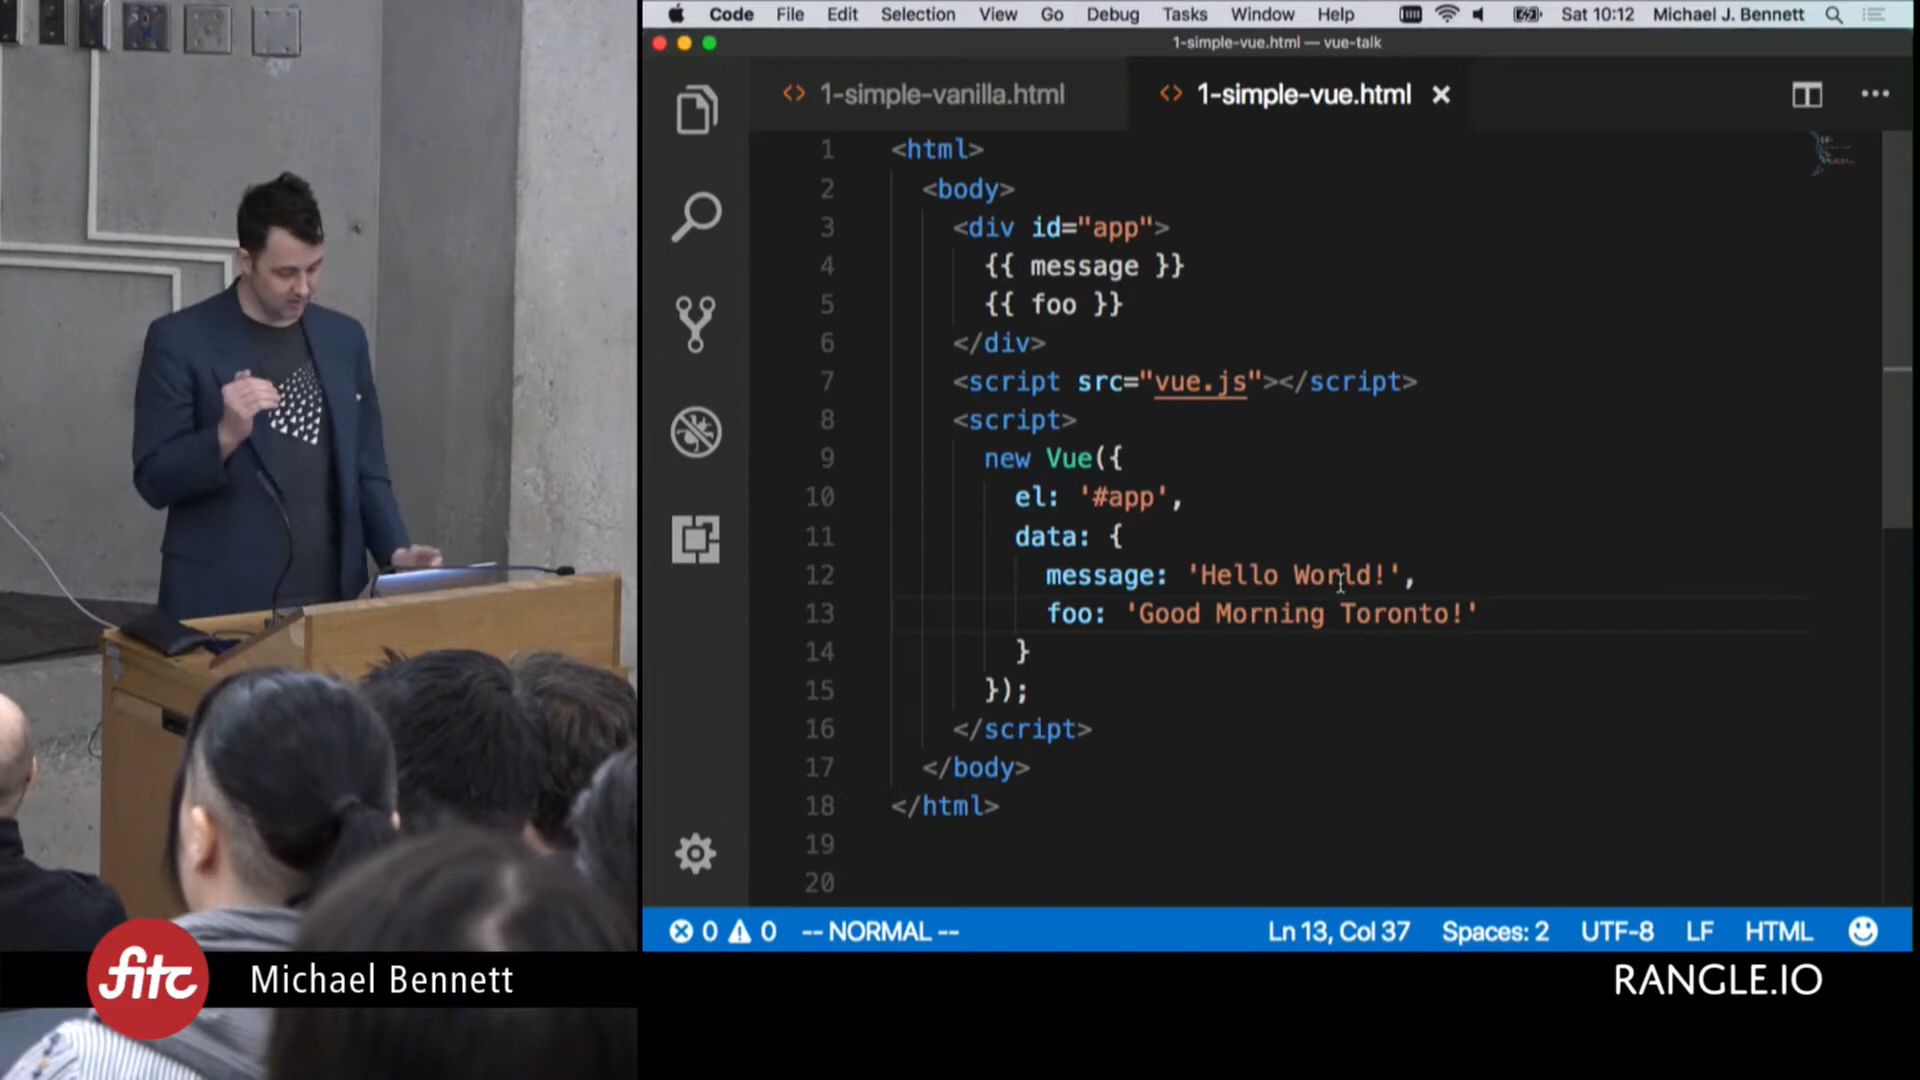 Code File Edit Selection View Go Debug Tasks Window Help Sat 10:12 Michael J. Bennett
1-simple-vue.html — vue-talk
<> 1-simple-vanilla.html <> 1-simple-vue.html
1 <html>
2 <body>
3 <div id="app">
4 {{ message }}
5 {{ foo }}
6 </div>
7 <script src="vue.js"></script>
8 <script>
9 new Vue({
10 el: '#app',
11 data: {
12 message: 'Hello World!',
13 foo: 'Good Morning Toronto!'
14 }
15 });
16 </script>
17 </body>
18 </html>
19
20
0 0 -- NORMAL -- Ln 13, Col 37 Spaces: 2 UTF-8 LF HTML
fitc Michael Bennett RANGLE.IO